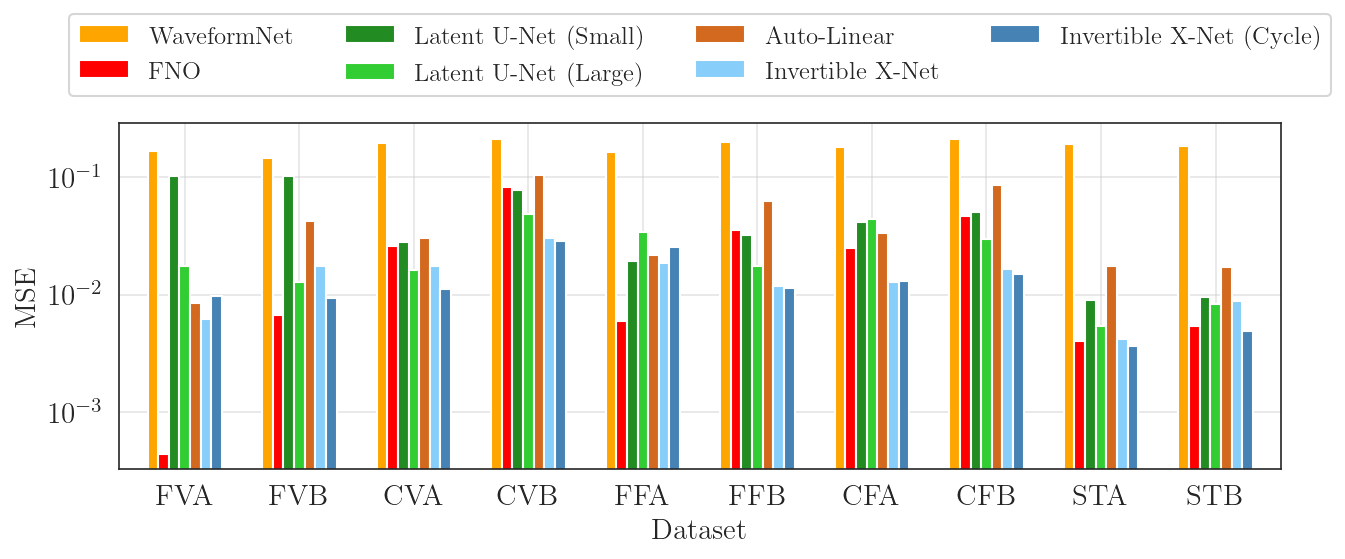 WaveformNet
FNO
Latent U-Net (Small)
Latent U-Net (Large)
Auto-Linear
Invertible X-Net
Invertible X-Net (Cycle)
MSE
10⁻¹
10⁻²
10⁻³
FVA FVB CVA CVB FFA FFB CFA CFB STA STB
Dataset